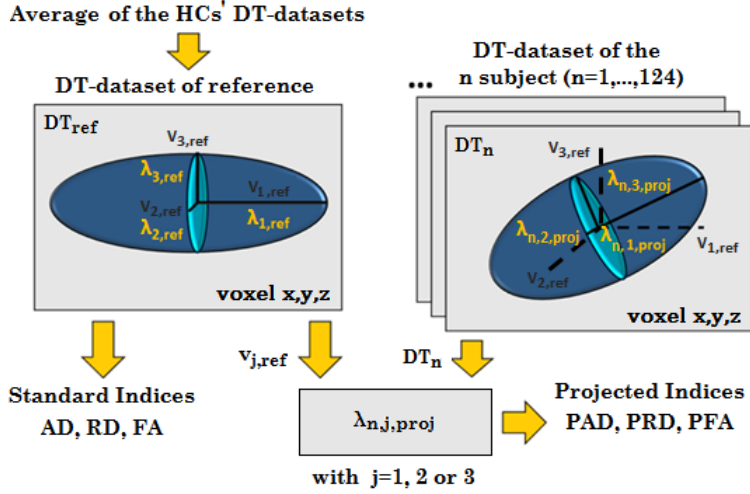 Average of the HCs' DT-datasets
DT-dataset of reference
DTref
V3,ref
λ3,ref
V1,ref
V2,ref
λ2,ref
λ1,ref
voxel x,y,z
...
DT-dataset of the
n subject (n=1,...,124)
DTn
V3,ref
λn,3,proj
λn,2,proj
λn,1,proj
V1,ref
V2,ref
voxel x,y,z
vj,ref
DTn
Standard Indices
AD, RD, FA
λn,j,proj
with j=1, 2 or 3
Projected Indices
PAD, PRD, PFA